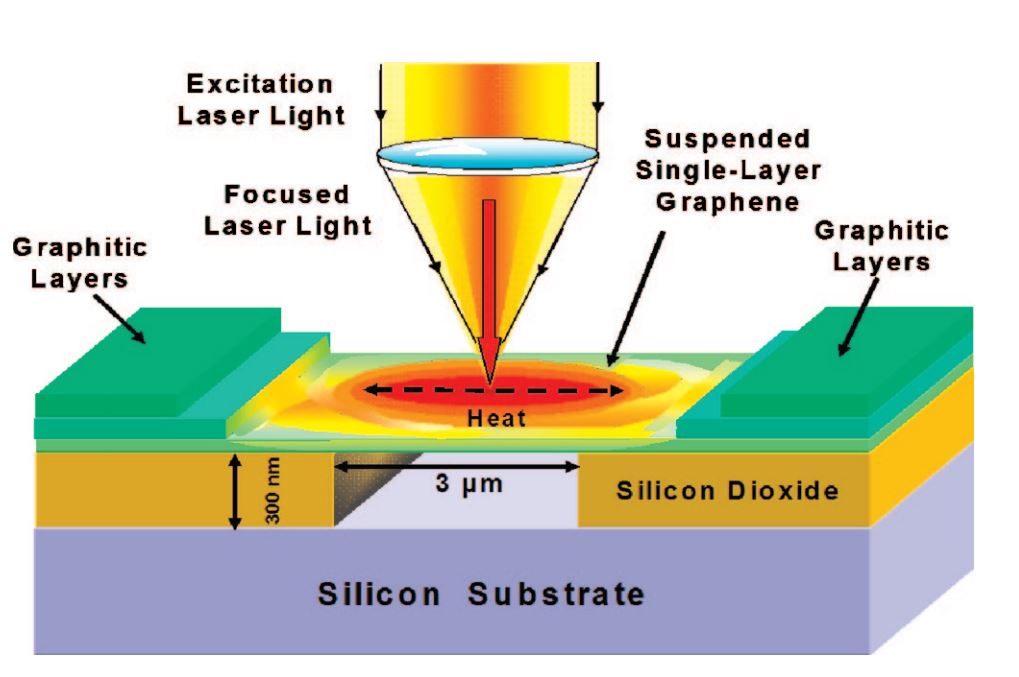 Excitation
Laser Light
Suspended
Single-Layer
Graphene
Focused
Laser Light
Graphitic
Layers
Graphitic
Layers
Heat
300 nm
3 µm
Silicon Dioxide
Silicon Substrate